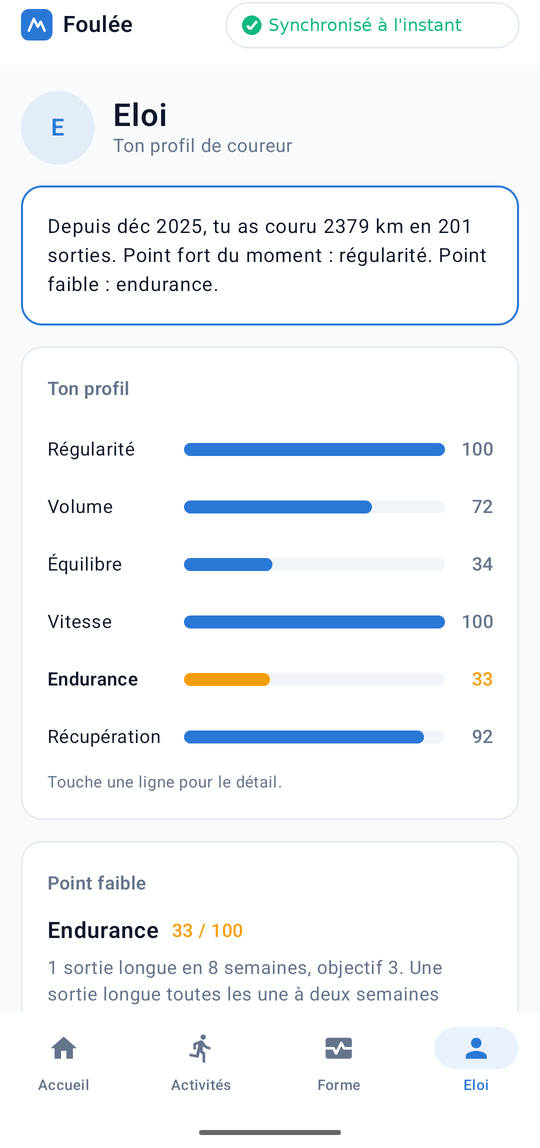 Foulée
Synchronisé à l'instant
E
Eloi
Ton profil de coureur
Depuis déc 2025, tu as couru 2379 km en 201
sorties. Point fort du moment : régularité. Point
faible : endurance.
Ton profil
Régularité 100
Volume 72
Équilibre 34
Vitesse 100
Endurance 33
Récupération 92
Touche une ligne pour le détail.
Point faible
Endurance 33 / 100
1 sortie longue en 8 semaines, objectif 3. Une
sortie longue toutes les une à deux semaines
Accueil Activités Forme Eloi